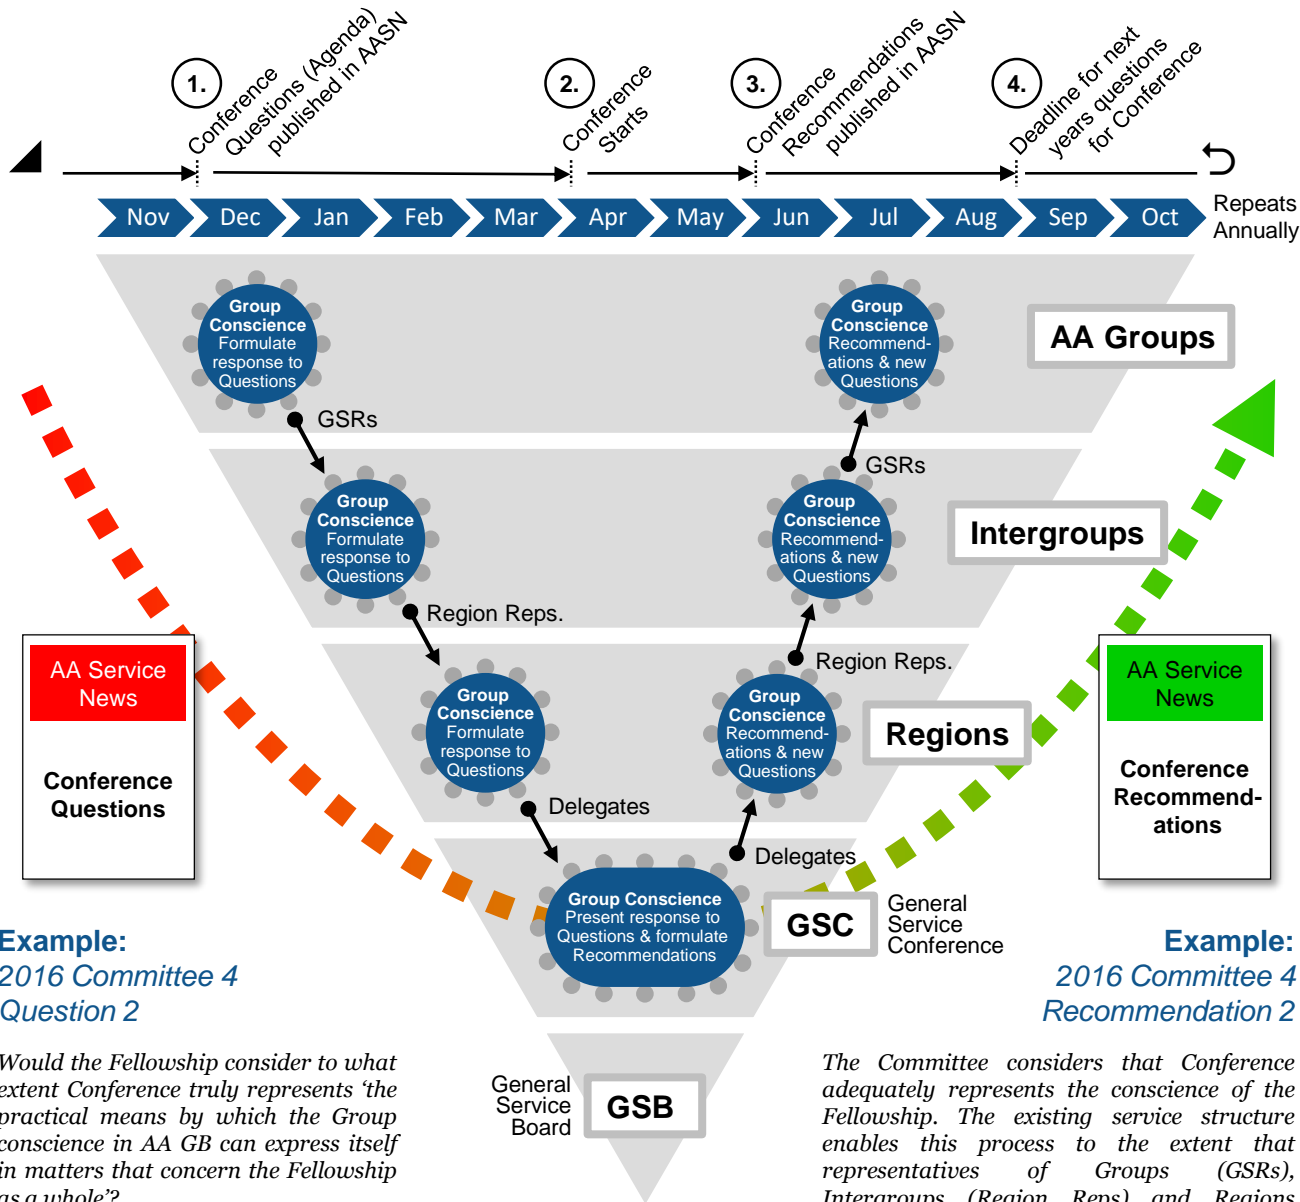 1.
Conference
Questions (Agenda)
published in AASN
2.
Conference
Starts
3.
Conference
Recommendations
published in AASN
4.
Deadline for next
years questions
for Conference
Nov
Dec
Jan
Feb
Mar
Apr
May
Jun
Jul
Aug
Sep
Oct
Repeats
Annually
Group
Conscience
Formulate
response to
Questions
Group
Conscience
Recommend-
ations & new
Questions
AA Groups
GSRs
GSRs
Group
Conscience
Formulate
response to
Questions
Group
Conscience
Recommend-
ations & new
Questions
Intergroups
Region Reps.
Region Reps.
AA Service
News
Conference
Questions
Group
Conscience
Formulate
response to
Questions
Group
Conscience
Recommend-
ations & new
Questions
Regions
AA Service
News
Conference
Recommend-
ations
Delegates
Delegates
Group Conscience
Present response to
Questions & formulate
Recommendations
GSC
General
Service
Conference
Example:
2016 Committee 4
Question 2
Would the Fellowship consider to what
extent Conference truly represents ‘the
practical means by which the Group
conscience in AA GB can express itself
in matters that concern the Fellowship
as a whole’?
General
Service
Board
GSB
Example:
2016 Committee 4
Recommendation 2
The Committee considers that Conference
adequately represents the conscience of the
Fellowship. The existing service structure
enables this process to the extent that
representatives of Groups (GSRs),
Intergroups (Region Reps) and Regions